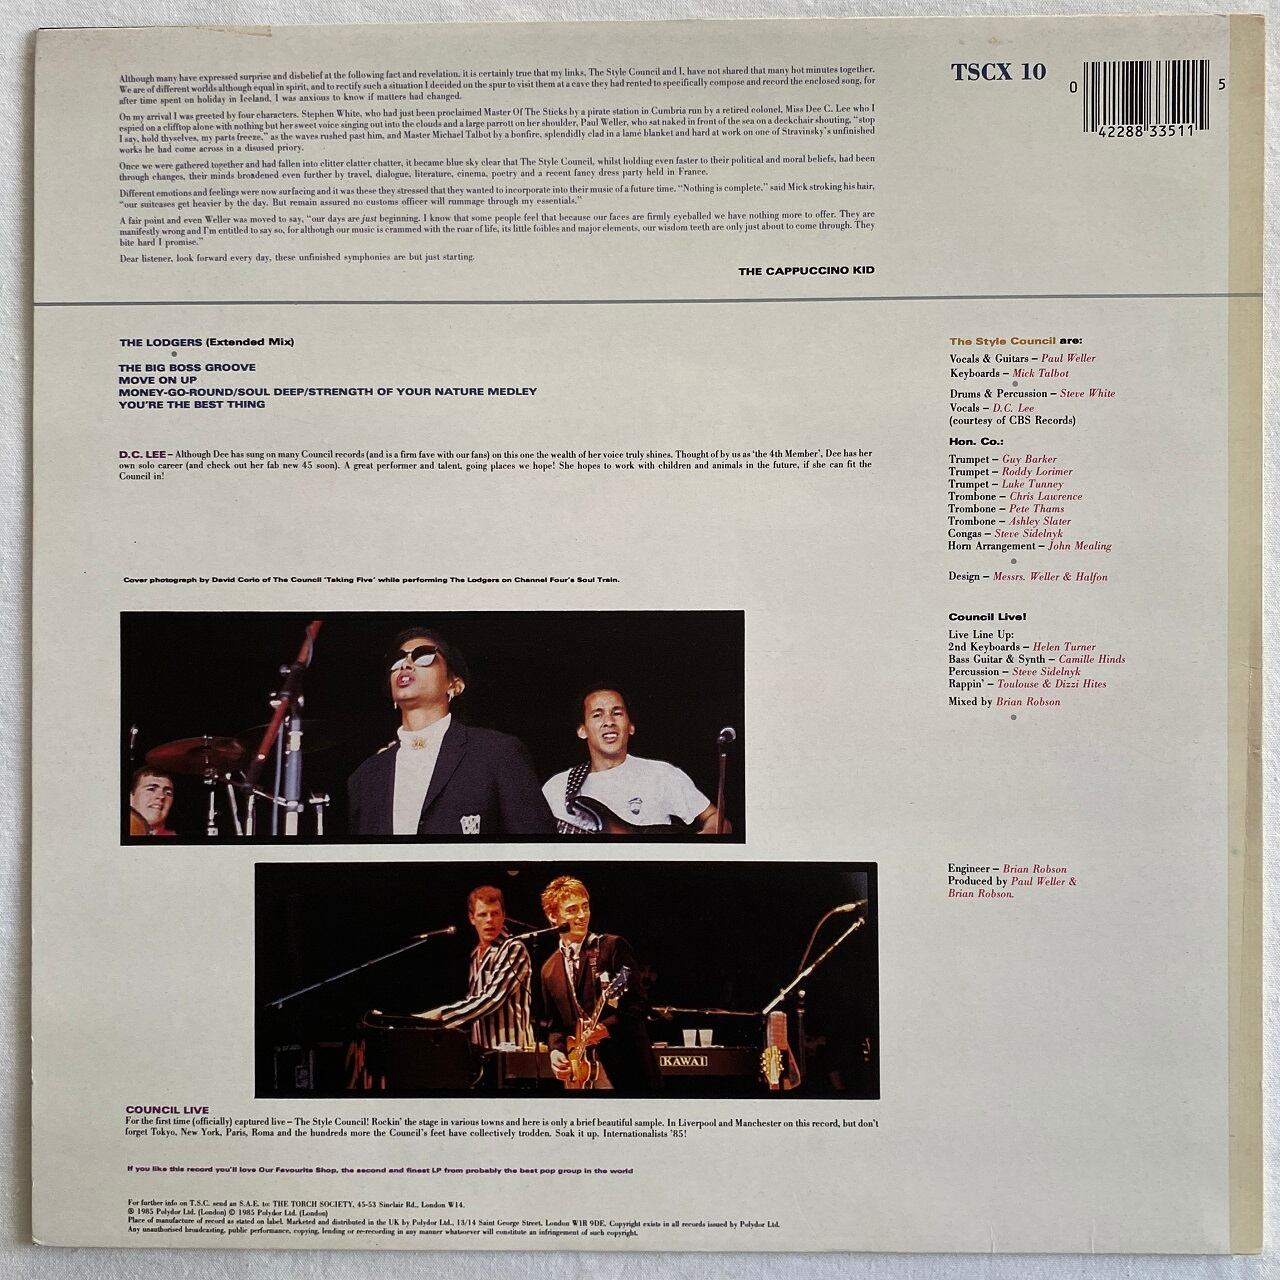 Although many have expressed surprise and disbelief at the following fact and revelation, it is certainly true that my links, The Style Council and I, have not shared that many hot minutes together.
We are of different worlds although equal in spirit, and to rectify such a situation I decided on the spur to visit them at a cave they had rented to specifically compose and record the enclosed song, for
after time spent on holiday in Iceland, I was anxious to know if matters had changed.
On my arrival I was greeted by four characters. Stephen White, who had just been proclaimed Master Of The Sticks by a pirate station in Cumbria run by a retired colonel, Miss Dee C. Lee who I
espied on a clifftop alone with nothing but her sweet voice singing out into the clouds and a large parrott on her shoulder, Paul Weller, who sat naked in front of the sea on a deckchair shouting, "stop
I say, hold thyselves, my parts freeze," as the waves rushed past him, and Master Michael Talbot by a bonfire, splendidly clad in a lamé blanket and hard at work on one of Stravinsky's unfinished
works he had come across in a disused priory.
Once we were gathered together and had fallen into clitter clatter chatter, it became blue sky clear that The Style Council, whilst holding even faster to their political and moral beliefs, had been
through changes, their minds broadened even further by travel, dialogue, literature, cinema, poetry and a recent fancy dress party held in France.
Different emotions and feelings were now surfacing and it was these they stressed that they wanted to incorporate into their music of a future time. "Nothing is complete," said Mick stroking his hair,
"our suitcases get heavier by the day. But remain assured no customs officer will rummage through my essentials."
A fair point and even Weller was moved to say, "our days are just beginning. I know that some people feel that because our faces are firmly eyeballed we have nothing more to offer. They are
manifestly wrong and I'm entitled to say so, for although our music is crammed with the roar of life, its little foibles and major elements, our wisdom teeth are only just about to come through. They
bite hard I promise."
Dear listener, look forward every day, these unfinished symphonies are but just starting.
THE CAPPUCCINO KID
TSCX 10
0 42288 33511 5
THE LODGERS (Extended Mix)
THE BIG BOSS GROOVE
MOVE ON UP
MONEY-GO-ROUND/SOUL DEEP/STRENGTH OF YOUR NATURE MEDLEY
YOU'RE THE BEST THING
D.C. LEE – Although Dee has sung on many Council records (and is a firm fave with our fans) on this one the wealth of her voice truly shines. Thought of by us as 'the 4th Member', Dee has her
own solo career (and check out her fab new 45 soon). A great performer and talent, going places we hope! She hopes to work with children and animals in the future, if she can fit the
Council in!
Cover photograph by David Corio of The Council 'Taking Five' while performing The Lodgers on Channel Four's Soul Train.
The Style Council are:
Vocals & Guitars – Paul Weller
Keyboards – Mick Talbot
Drums & Percussion – Steve White
Vocals – D.C. Lee
(courtesy of CBS Records)
Hon. Co.:
Trumpet – Guy Barker
Trumpet – Roddy Lorimer
Trumpet – Luke Tunney
Trombone – Chris Lawrence
Trombone – Pete Thams
Trombone – Ashley Slater
Congas – Steve Sidelnyk
Horn Arrangement – John Mealing
Design – Messrs. Weller & Halfon
Council Live!
Live Line Up:
2nd Keyboards – Helen Turner
Bass Guitar & Synth – Camille Hinds
Percussion – Steve Sidelnyk
Rappin' – Toulouse & Dizzi Hites
Mixed by Brian Robson
Engineer – Brian Robson
Produced by Paul Weller &
Brian Robson.
KAWAI
COUNCIL LIVE
For the first time (officially) captured live – The Style Council! Rockin' the stage in various towns and here is only a brief beautiful sample. In Liverpool and Manchester on this record, but don't
forget Tokyo, New York, Paris, Roma and the hundreds more the Council's feet have collectively trodden. Soak it up. Internationalists '85!
If you like this record you'll love Our Favourite Shop, the second and finest LP from probably the best pop group in the world
For further info on T.S.C. send an S.A.E. to: THE TORCH SOCIETY, 45-53 Sinclair Rd., London W14.
℗ 1985 Polydor Ltd. (London) © 1985 Polydor Ltd. (London)
Place of manufacture of record as stated on label. Marketed and distributed in the UK by Polydor Ltd., 13/14 Saint George Street, London W1R 9DE. Copyright exists in all records issued by Polydor Ltd.
Any unauthorised broadcasting, public performance, copying, lending or re-recording in any manner whatsoever will constitute an infringement of such copyright.